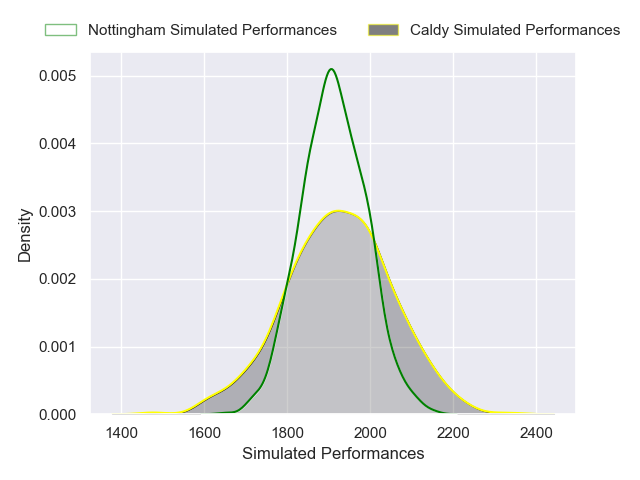 Nottingham Simulated Performances
Caldy Simulated Performances
0.005
0.004
0.003
0.002
0.001
0.000
Density
1400 1600 1800 2000 2200 2400
Simulated Performances